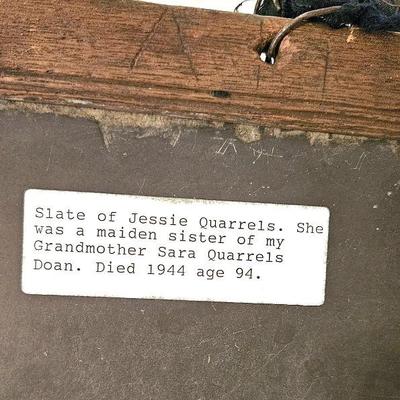 Slate of Jessie Quarrels. She
was a maiden sister of my
Grandmother Sara Quarrels
Doan. Died 1944 age 94.